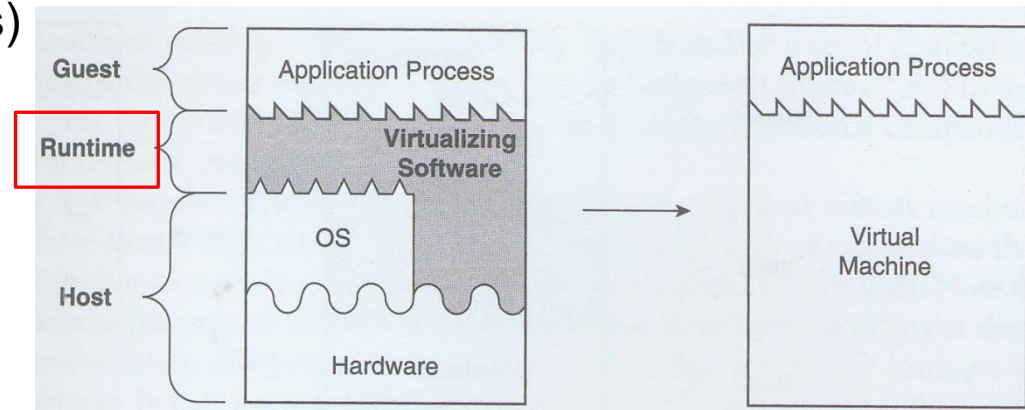 s)
Guest
Application Process
Application Process
Runtime
Virtualizing
Software
OS
Virtual
Machine
Host
Hardware